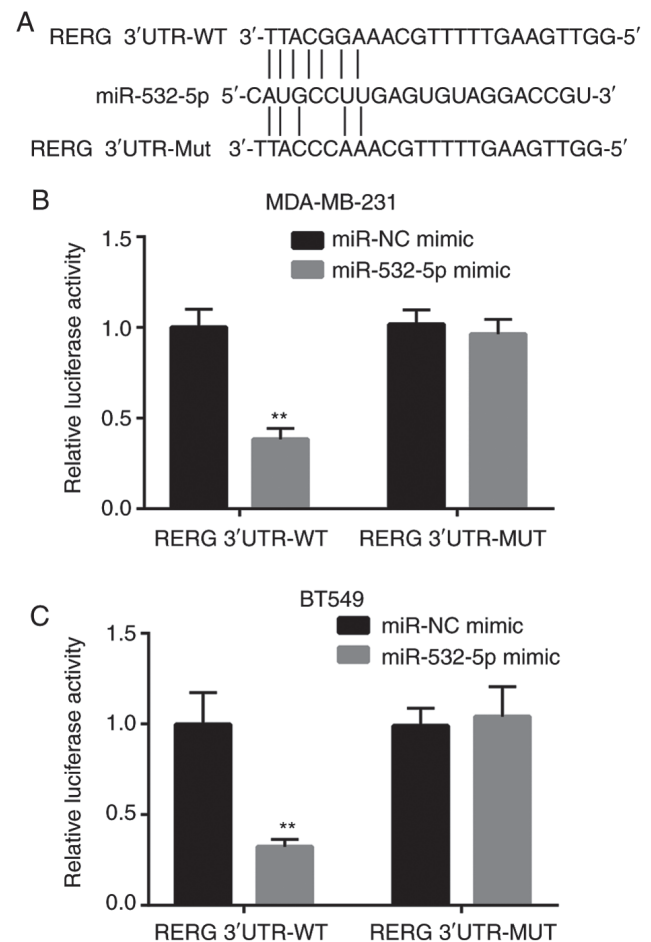 A
RERG 3′UTR-WT 3′-TTACGGAAACGTTTTTGAAGTTGG-5′
miR-532-5p 5′-CAUGCCUUGAGUGUAGGACCGU-3′
RERG 3′UTR-Mut 3′-TTACCCAAACGTTTTTGAAGTTGG-5′
B
MDA-MB-231
miR-NC mimic
miR-532-5p mimic
Relative luciferase activity
1.5
1.0
0.5
0.0
**
RERG 3′UTR-WT RERG 3′UTR-MUT
C
BT549
miR-NC mimic
miR-532-5p mimic
Relative luciferase activity
1.5
1.0
0.5
0.0
**
RERG 3′UTR-WT RERG 3′UTR-MUT